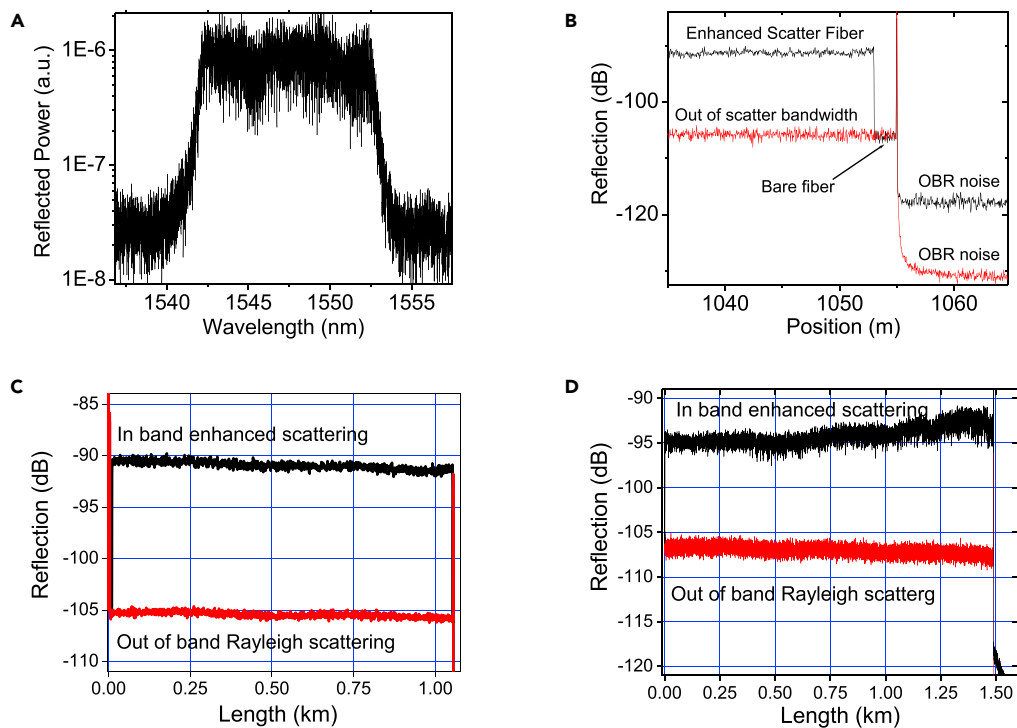 A
Reflected Power (a.u.)
1E-6
1E-7
1E-8
1540
1545
1550
1555
Wavelength (nm)
B
Reflection (dB)
-100
-120
Enhanced Scatter Fiber
Out of scatter bandwidth
Bare fiber
OBR noise
OBR noise
1040
1050
1060
Position (m)
C
Reflection (dB)
-85
-90
-95
-100
-105
-110
In band enhanced scattering
Out of band Rayleigh scattering
0.00
0.25
0.50
0.75
1.00
Length (km)
D
Reflection (dB)
-90
-95
-100
-105
-110
-115
-120
In band enhanced scattering
Out of band Rayleigh scatterg
0.00
0.25
0.50
0.75
1.00
1.25
1.50
Length (km)